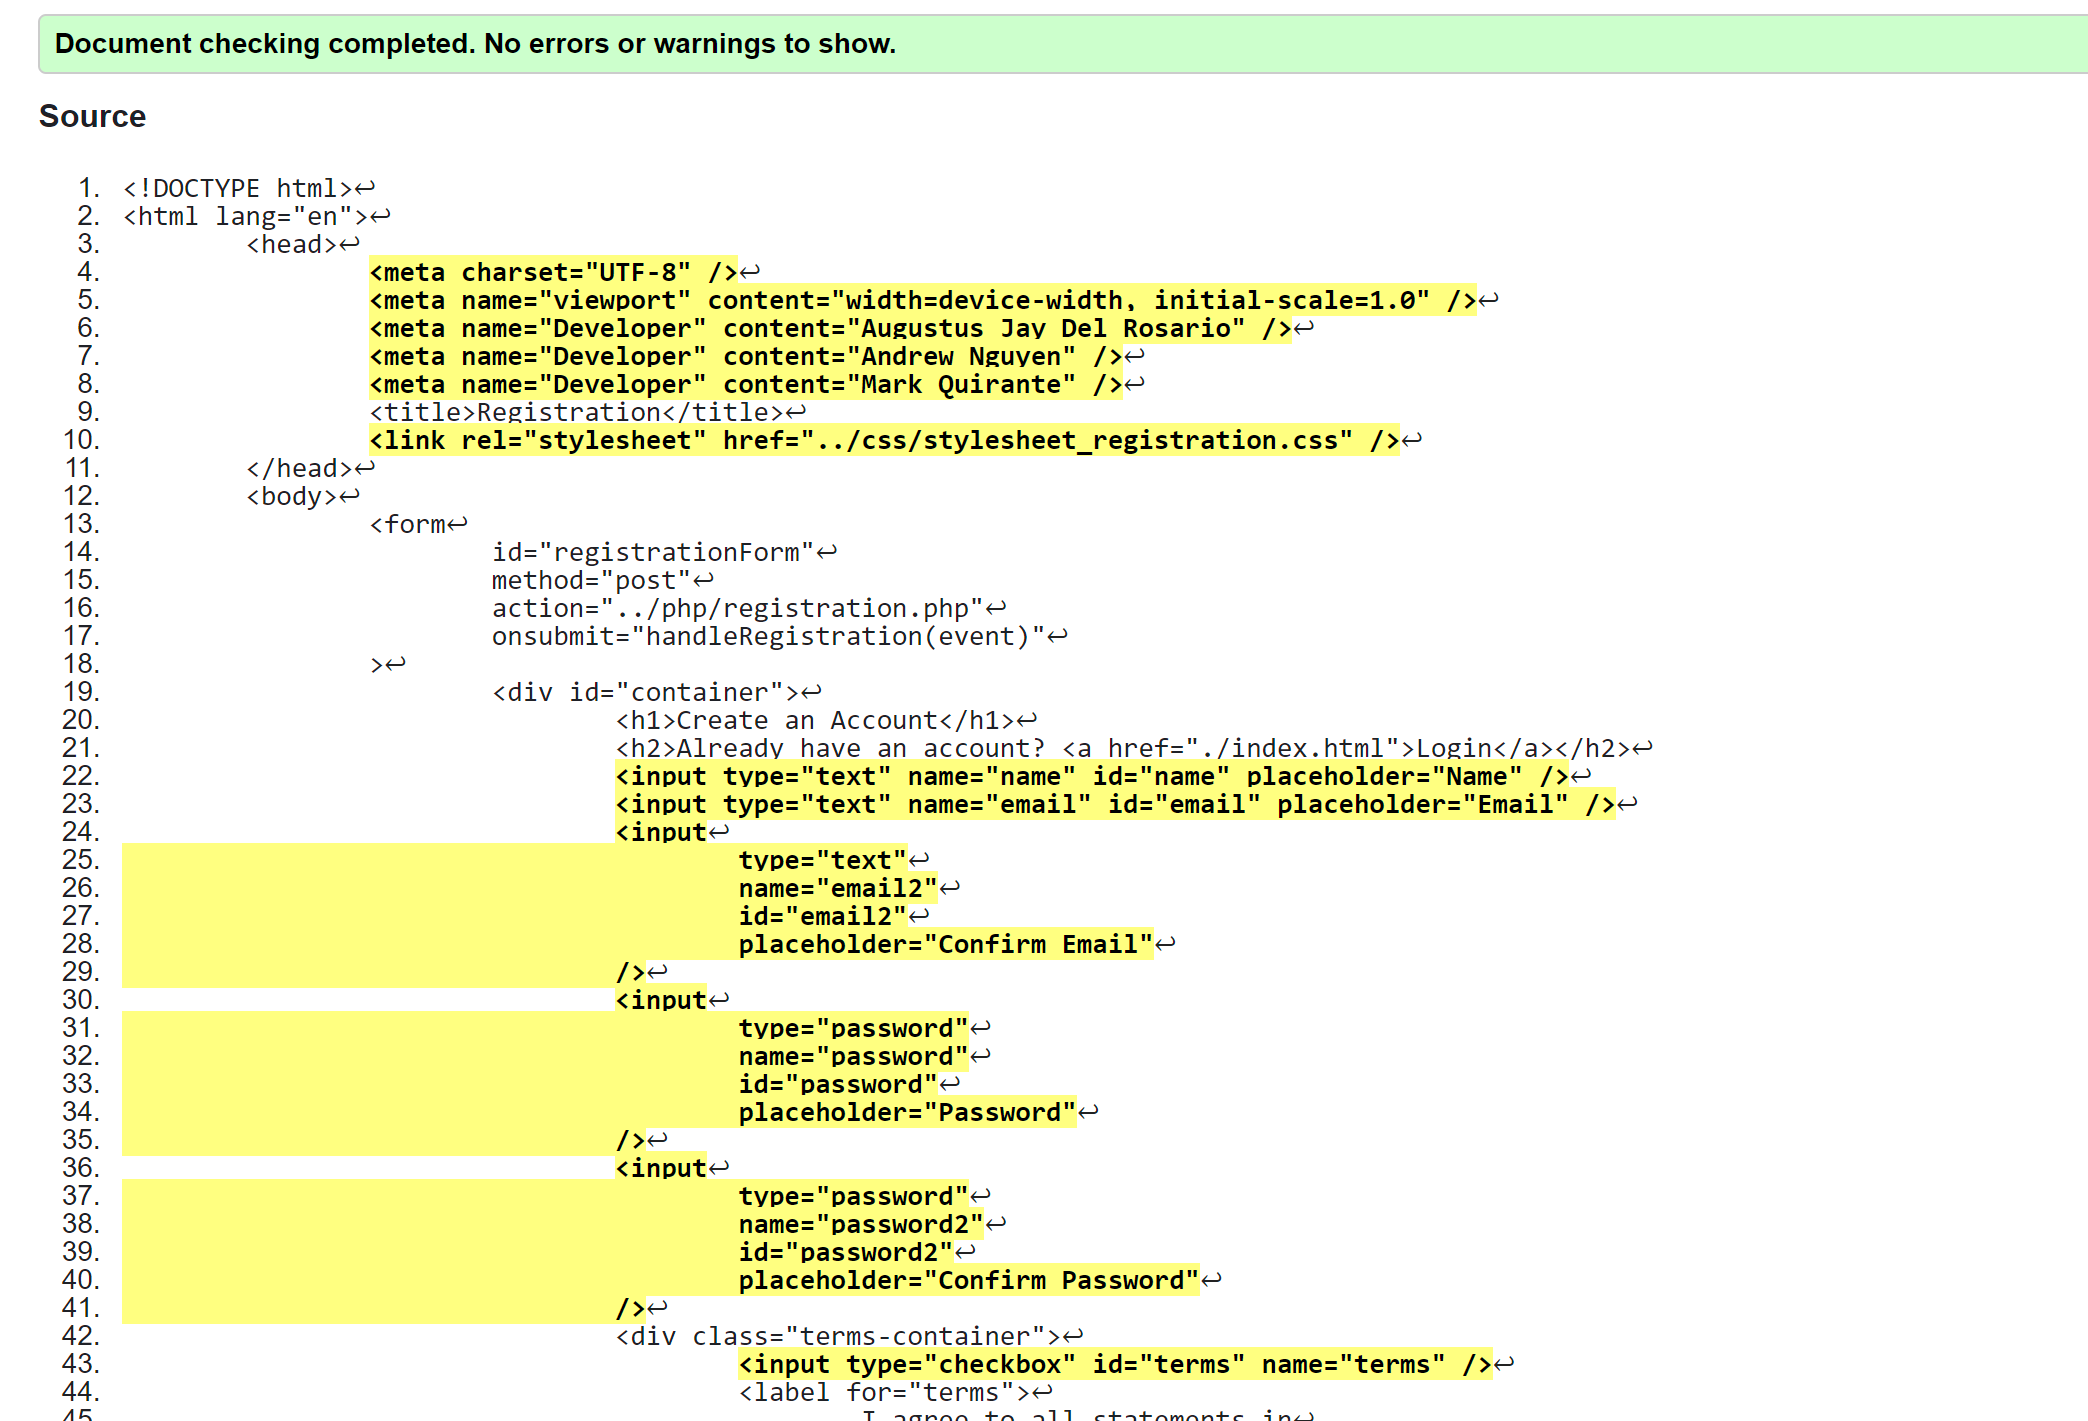 Document checking completed. No errors or warnings to show.
Source
1. <!DOCTYPE html>↩
2. <html lang="en">↩
3. <head>↩
4. <meta charset="UTF-8" />↩
5. <meta name="viewport" content="width=device-width, initial-scale=1.0" />↩
6. <meta name="Developer" content="Augustus Jay Del Rosario" />↩
7. <meta name="Developer" content="Andrew Nguyen" />↩
8. <meta name="Developer" content="Mark Quirante" />↩
9. <title>Registration</title>↩
10. <link rel="stylesheet" href="../css/stylesheet_registration.css" />↩
11. </head>↩
12. <body>↩
13. <form↩
14. id="registrationForm"↩
15. method="post"↩
16. action="../php/registration.php"↩
17. onsubmit="handleRegistration(event)"↩
18. >↩
19. <div id="container">↩
20. <h1>Create an Account</h1>↩
21. <h2>Already have an account? <a href="./index.html">Login</a></h2>↩
22. <input type="text" name="name" id="name" placeholder="Name" />↩
23. <input type="text" name="email" id="email" placeholder="Email" />↩
24. <input↩
25. type="text"↩
26. name="email2"↩
27. id="email2"↩
28. placeholder="Confirm Email"↩
29. />↩
30. <input↩
31. type="password"↩
32. name="password"↩
33. id="password"↩
34. placeholder="Password"↩
35. />↩
36. <input↩
37. type="password"↩
38. name="password2"↩
39. id="password2"↩
40. placeholder="Confirm Password"↩
41. />↩
42. <div class="terms-container">↩
43. <input type="checkbox" id="terms" name="terms" />↩
44. <label for="terms">↩
45. I agree to all statements in↩